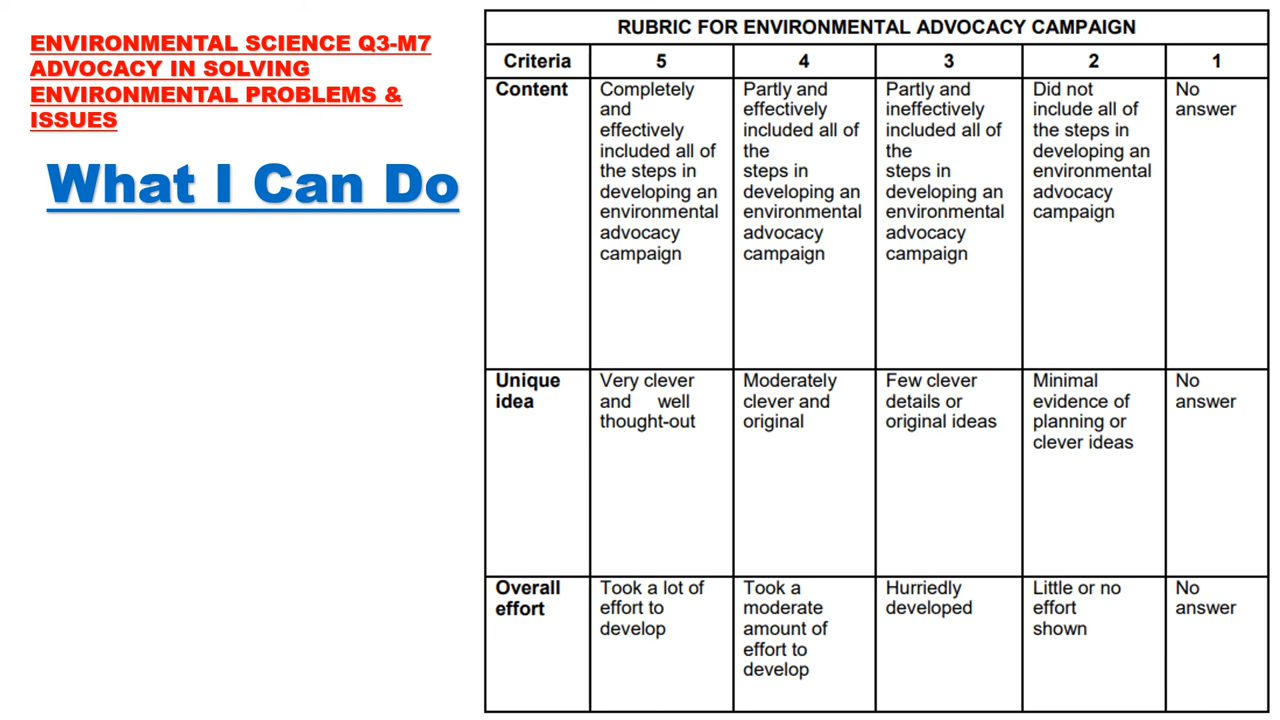 ENVIRONMENTAL SCIENCE Q3-M7
ADVOCACY IN SOLVING
ENVIRONMENTAL PROBLEMS &
ISSUES
What I Can Do
RUBRIC FOR ENVIRONMENTAL ADVOCACY CAMPAIGN
Criteria 5 4 3 2 1
Content
Completely
and
effectively
included all of
the steps in
developing an
environmental
advocacy
campaign
Partly and
effectively
included all of
the
steps in
developing an
environmental
advocacy
campaign
Partly and
ineffectively
included all of
the
steps in
developing an
environmental
advocacy
campaign
Did not
include all of
the steps in
developing an
environmental
advocacy
campaign
No
answer
Unique
idea
Very clever
and well
thought-out
Moderately
clever and
original
Few clever
details or
original ideas
Minimal
evidence of
planning or
clever ideas
No
answer
Overall
effort
Took a lot of
effort to
develop
Took a
moderate
amount of
effort to
develop
Hurriedly
developed
Little or no
effort
shown
No
answer